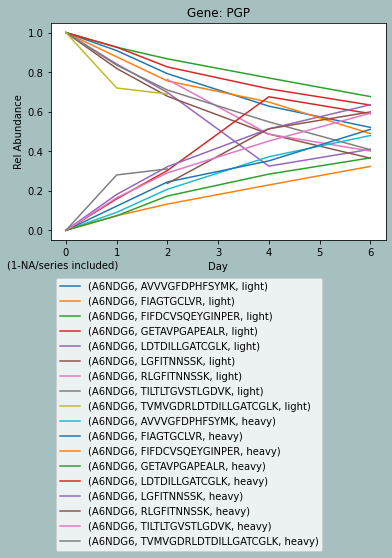 Gene: PGP
1.0
0.8
0.6
0.4
0.2
0.0
Rel Abundance
0 1 2 3 4 5 6
(1-NA/series included)
Day
(A6NDG6, AVVVGFDPHFSYMK, light)
(A6NDG6, FIAGTGCLVR, light)
(A6NDG6, FIFDCVSQEYGINPER, light)
(A6NDG6, GETAVPGAPEALR, light)
(A6NDG6, LDTDILLGATCGLK, light)
(A6NDG6, LGFITNNSSK, light)
(A6NDG6, RLGFITNNSSK, light)
(A6NDG6, TILTLTGVSTLGDVK, light)
(A6NDG6, TVMVGDRLDTDILLGATCGLK, light)
(A6NDG6, AVVVGFDPHFSYMK, heavy)
(A6NDG6, FIAGTGCLVR, heavy)
(A6NDG6, FIFDCVSQEYGINPER, heavy)
(A6NDG6, GETAVPGAPEALR, heavy)
(A6NDG6, LDTDILLGATCGLK, heavy)
(A6NDG6, LGFITNNSSK, heavy)
(A6NDG6, RLGFITNNSSK, heavy)
(A6NDG6, TILTLTGVSTLGDVK, heavy)
(A6NDG6, TVMVGDRLDTDILLGATCGLK, heavy)